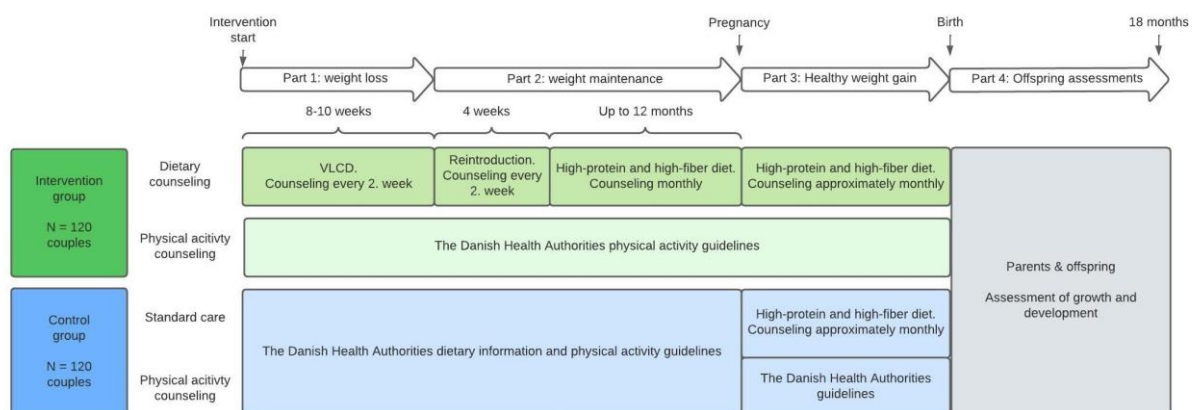 Intervention
start
Pregnancy
Birth
18 months
Part 1: weight loss
Part 2: weight maintenance
Part 3: Healthy weight gain
Part 4: Offspring assessments
8-10 weeks
4 weeks
Up to 12 months
Intervention
group
N = 120
couples
Dietary
counseling
VLCD.
Counseling every 2. week
Reintroduction.
Counseling every
2. week
High-protein and high-fiber diet.
Counseling monthly
High-protein and high-fiber diet.
Counseling approximately monthly
Physical acitivty
counseling
The Danish Health Authorities physical activity guidelines
Parents & offspring
Assessment of growth and
development
Control
group
N = 120
couples
Standard care
The Danish Health Authorities dietary information and physical activity guidelines
High-protein and high-fiber diet.
Counseling approximately monthly
Physical acitivty
counseling
The Danish Health Authorities
guidelines